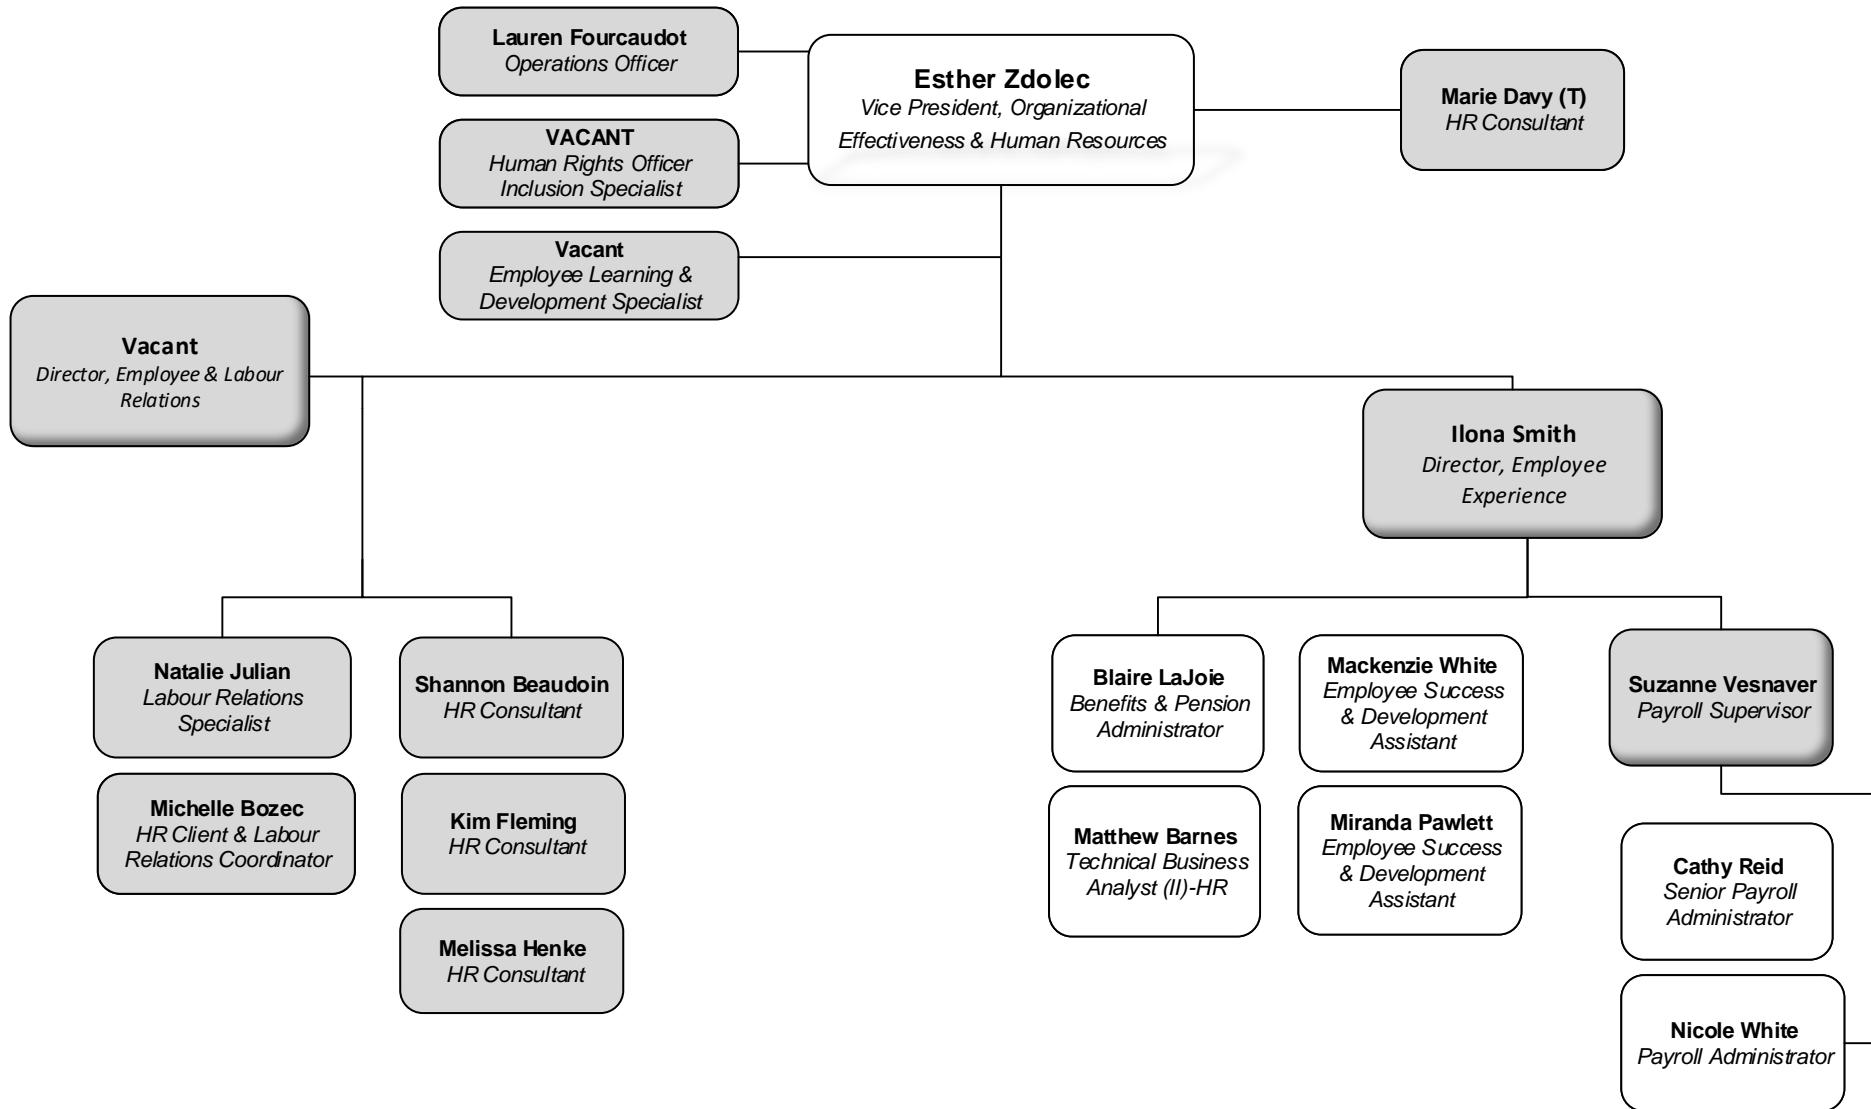 Lauren Fourcaudot
Operations Officer
Esther Zdolec
Vice President, Organizational
Effectiveness & Human Resources
Marie Davy (T)
HR Consultant
VACANT
Human Rights Officer
Inclusion Specialist
Vacant
Employee Learning &
Development Specialist
Vacant
Director, Employee & Labour
Relations
Ilona Smith
Director, Employee
Experience
Natalie Julian
Labour Relations
Specialist
Shannon Beaudoin
HR Consultant
Michelle Bozec
HR Client & Labour
Relations Coordinator
Kim Fleming
HR Consultant
Melissa Henke
HR Consultant
Blaire LaJoie
Benefits & Pension
Administrator
Mackenzie White
Employee Success
& Development
Assistant
Suzanne Vesnaver
Payroll Supervisor
Matthew Barnes
Technical Business
Analyst (II)-HR
Miranda Pawlett
Employee Success
& Development
Assistant
Cathy Reid
Senior Payroll
Administrator
Nicole White
Payroll Administrator